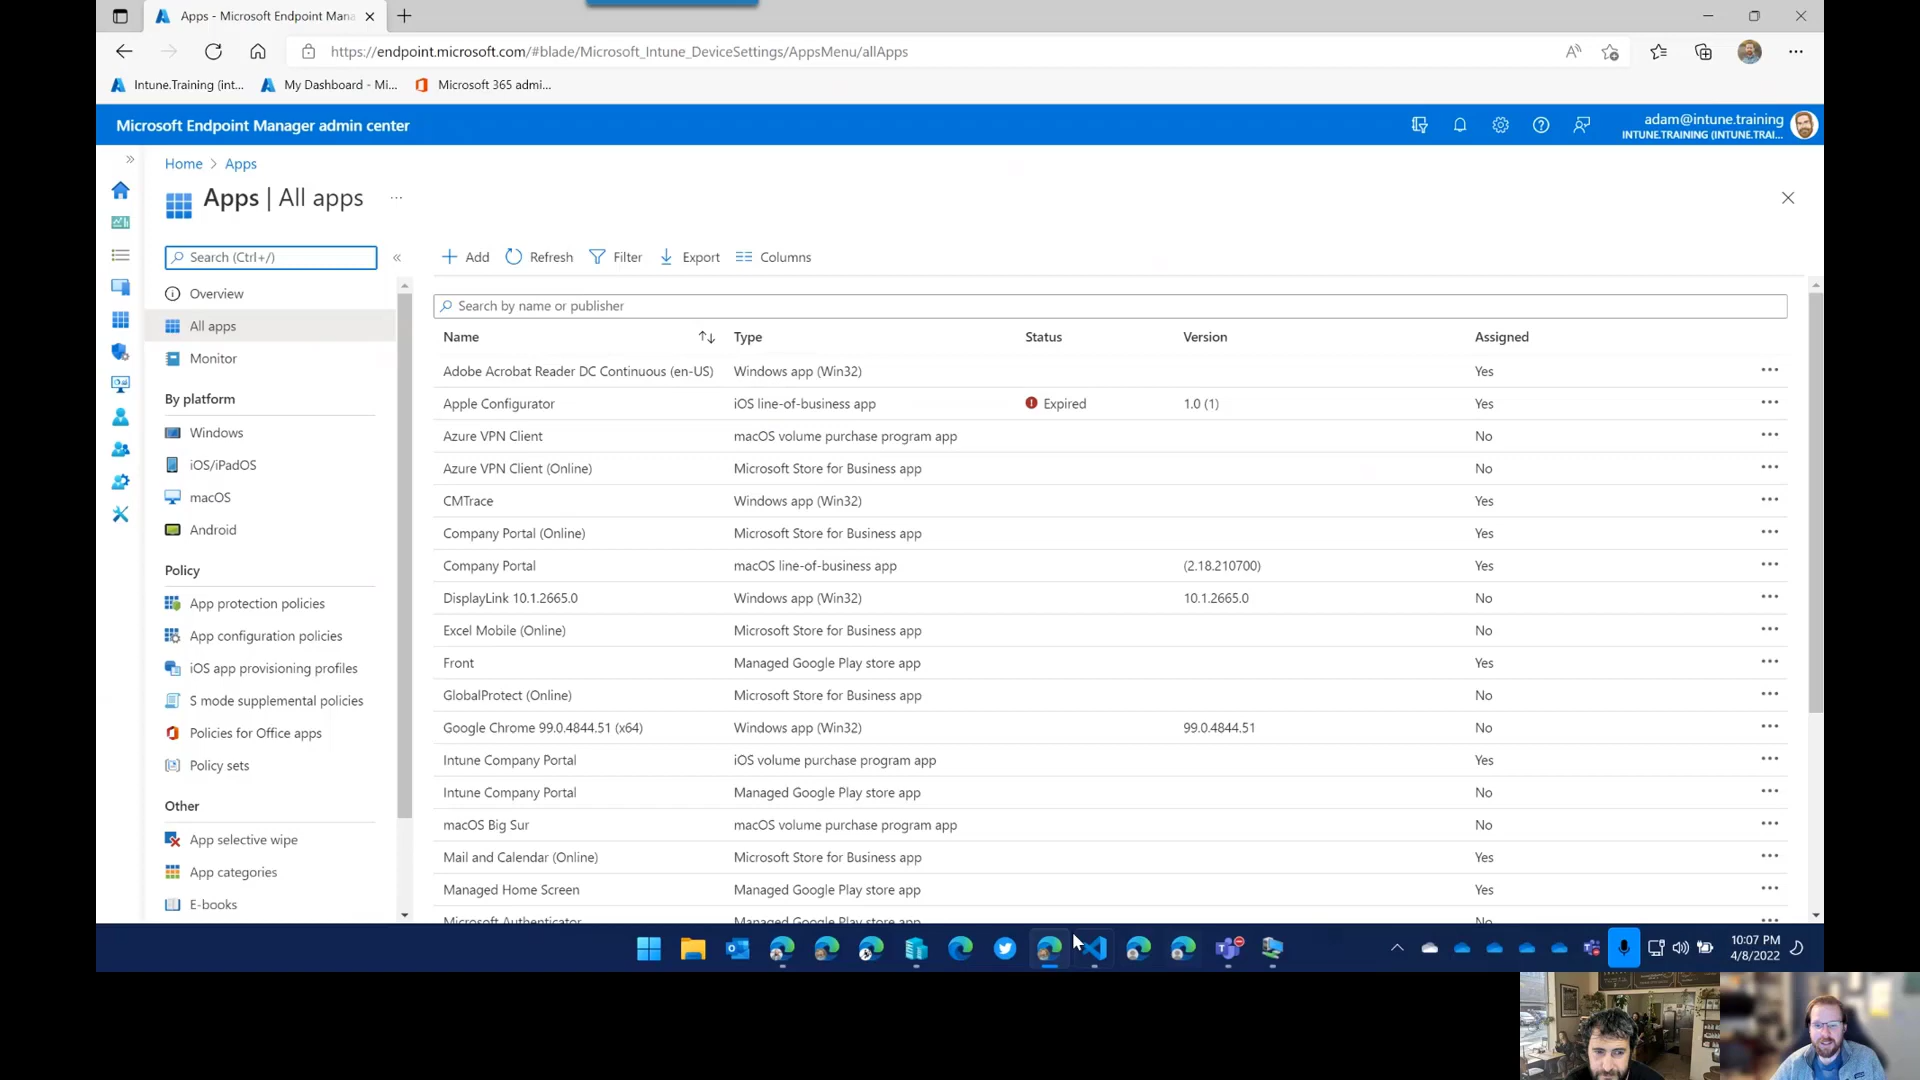 Apps - Microsoft Endpoint Mana
https://endpoint.microsoft.com/#blade/Microsoft_Intune_DeviceSettings/AppsMenu/allApps
Intune.Training (int... My Dashboard - Mi... Microsoft 365 admi...
Microsoft Endpoint Manager admin center
adam@intune.training
INTUNE.TRAINING (INTUNE.TRAI...
Home > Apps
Apps | All apps ...
Search (Ctrl+/)
Overview
All apps
Monitor
By platform
Windows
iOS/iPadOS
macOS
Android
Policy
App protection policies
App configuration policies
iOS app provisioning profiles
S mode supplemental policies
Policies for Office apps
Policy sets
Other
App selective wipe
App categories
E-books
Add Refresh Filter Export Columns
Search by name or publisher
Name Type Status Version Assigned
Adobe Acrobat Reader DC Continuous (en-US) Windows app (Win32) Yes
Apple Configurator iOS line-of-business app Expired 1.0 (1) Yes
Azure VPN Client macOS volume purchase program app No
Azure VPN Client (Online) Microsoft Store for Business app No
CMTrace Windows app (Win32) Yes
Company Portal (Online) Microsoft Store for Business app Yes
Company Portal macOS line-of-business app (2.18.210700) Yes
DisplayLink 10.1.2665.0 Windows app (Win32) 10.1.2665.0 No
Excel Mobile (Online) Microsoft Store for Business app No
Front Managed Google Play store app Yes
GlobalProtect (Online) Microsoft Store for Business app No
Google Chrome 99.0.4844.51 (x64) Windows app (Win32) 99.0.4844.51 No
Intune Company Portal iOS volume purchase program app Yes
Intune Company Portal Managed Google Play store app No
macOS Big Sur macOS volume purchase program app No
Mail and Calendar (Online) Microsoft Store for Business app Yes
Managed Home Screen Managed Google Play store app Yes
Microsoft Authenticator Managed Google Play store app No
10:07 PM
4/8/2022